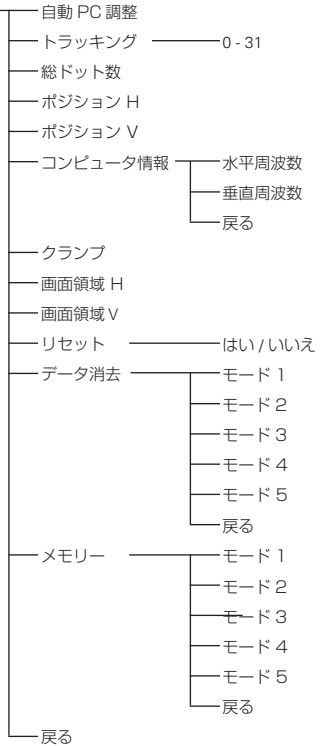 自動 PC 調整
トラッキング 0 - 31
総ドット数
ポジション H
ポジション V
コンピュータ情報 水平周波数
垂直周波数
戻る
クランプ
画面領域 H
画面領域 V
リセット はい / いいえ
データ消去 モード 1
モード 2
モード 3
モード 4
モード 5
戻る
メモリー モード 1
モード 2
モード 3
モード 4
モード 5
戻る
戻る